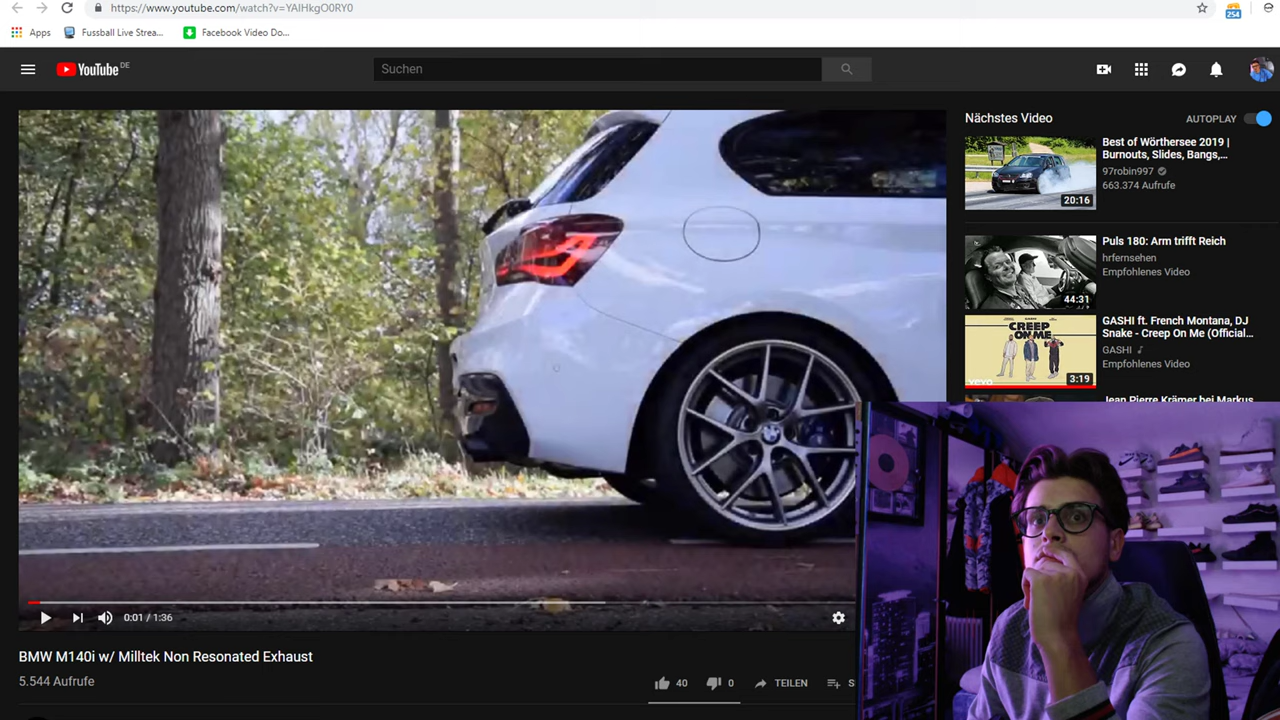 https://www.youtube.com/watch?v=YAIHkgO0RY0
254
Apps
Fussball Live Strea...
Facebook Video Do...
YouTube DE
Suchen
Nächstes Video
AUTOPLAY
Best of Wörthersee 2019 |
Burnouts, Slides, Bangs,...
97robin997
663.374 Aufrufe
20:16
Puls 180: Arm trifft Reich
hrfernsehen
Empfohlenes Video
44:31
GASHI ft. French Montana, DJ
Snake - Creep On Me (Official...
GASHI
Empfohlenes Video
CREEP
ON ME
vevo
3:19
Jean Pierre Krämer bei Markus
0:01 / 1:36
BMW M140i w/ Milltek Non Resonated Exhaust
5.544 Aufrufe
40
0
TEILEN
S